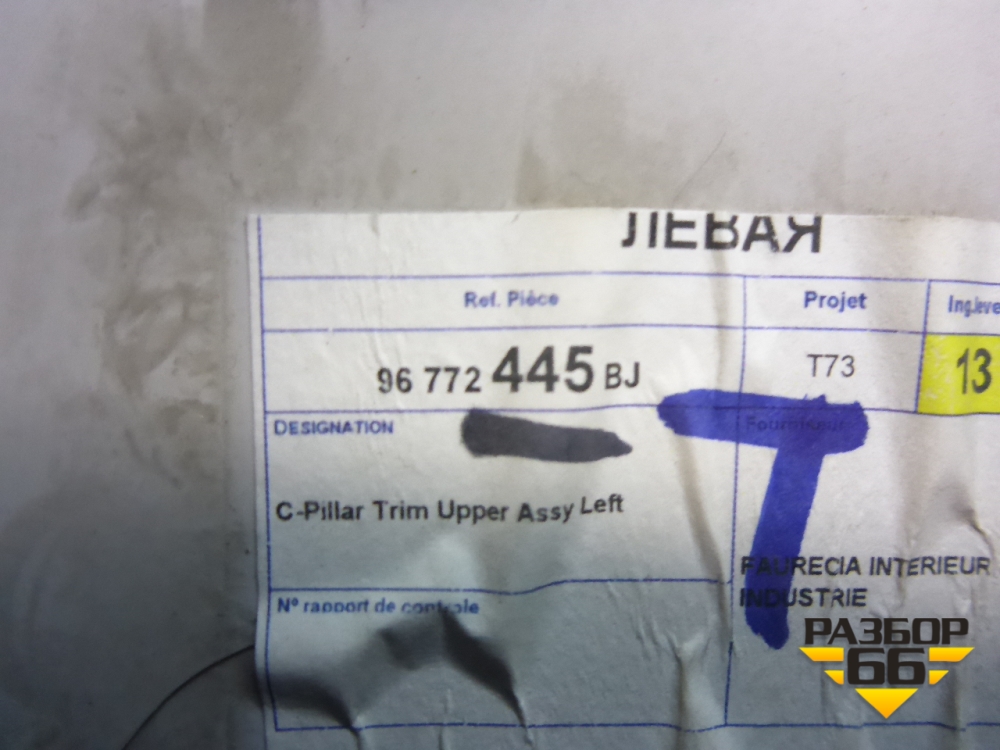 ЛЕВАЯ
Ref. Pièce
Projet
Ing.leve
96 772 445 BJ
T73
13
DESIGNATION
Fournisseur
C-Pillar Trim Upper Assy Left
FAURECIA INTERIEUR
INDUSTRIE
N° rapport de controle
РАЗБОР
66